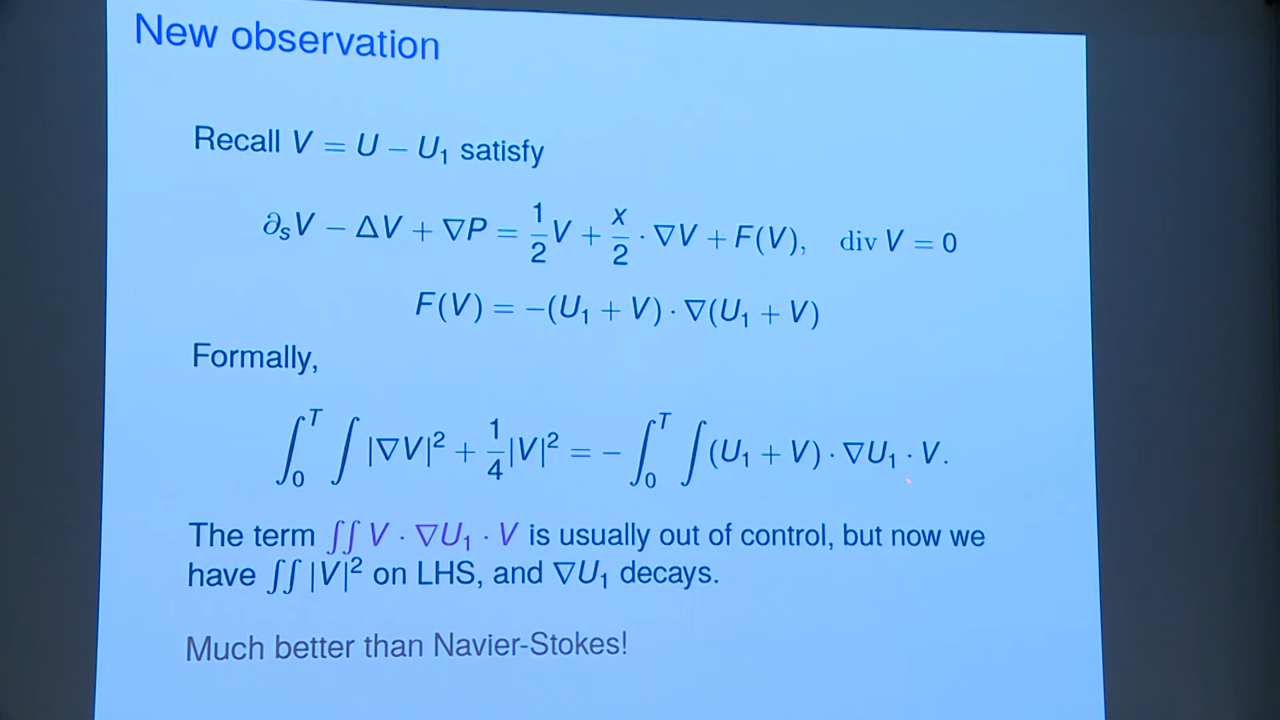 New observation
Recall V = U − U₁ satisfy
∂ₛV − ΔV + ∇P = 1/2 V + x/2 · ∇V + F(V), div V = 0
F(V) = −(U₁ + V) · ∇(U₁ + V)
Formally,
∫₀ᵀ ∫ |∇V|² + 1/4 |V|² = − ∫₀ᵀ ∫ (U₁ + V) · ∇U₁ · V.
The term ∫∫ V · ∇U₁ · V is usually out of control, but now we
have ∫∫ |V|² on LHS, and ∇U₁ decays.
Much better than Navier-Stokes!